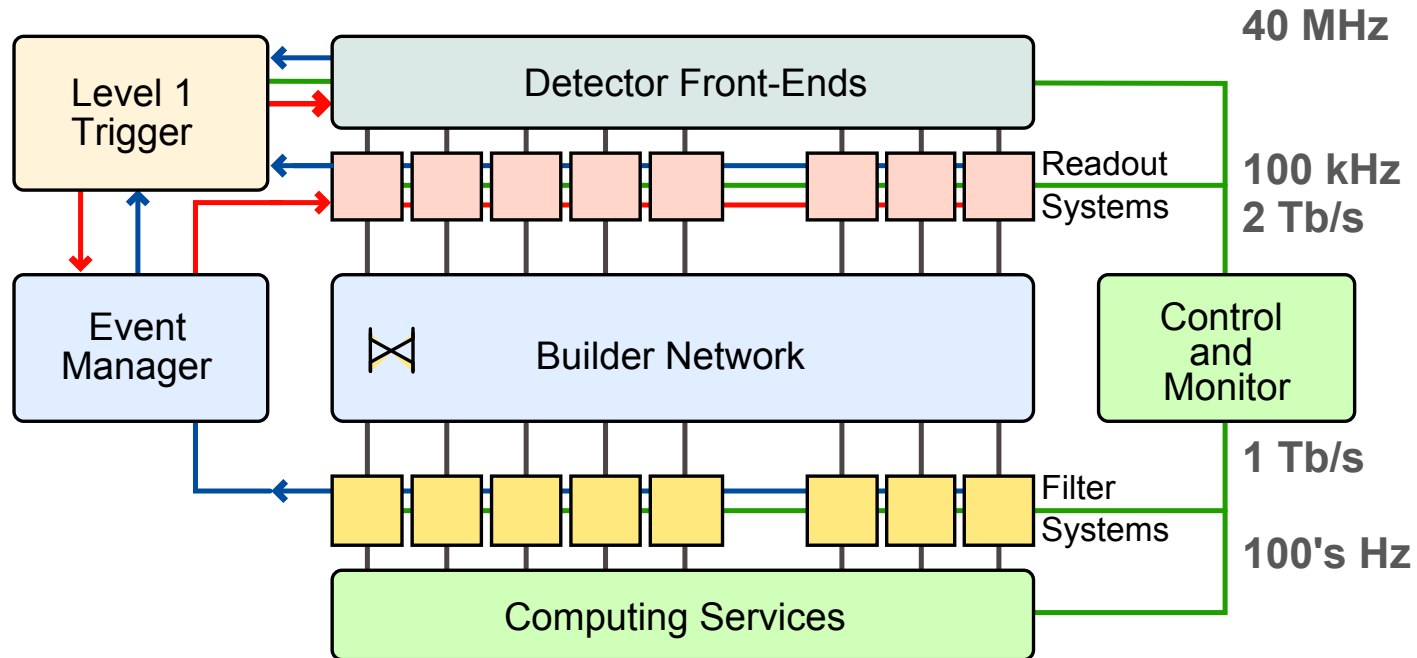 40 MHz
Level 1
Trigger
Detector Front-Ends
Readout
Systems
100 kHz
2 Tb/s
Event
Manager
Builder Network
Control
and
Monitor
1 Tb/s
Filter
Systems
100's Hz
Computing Services